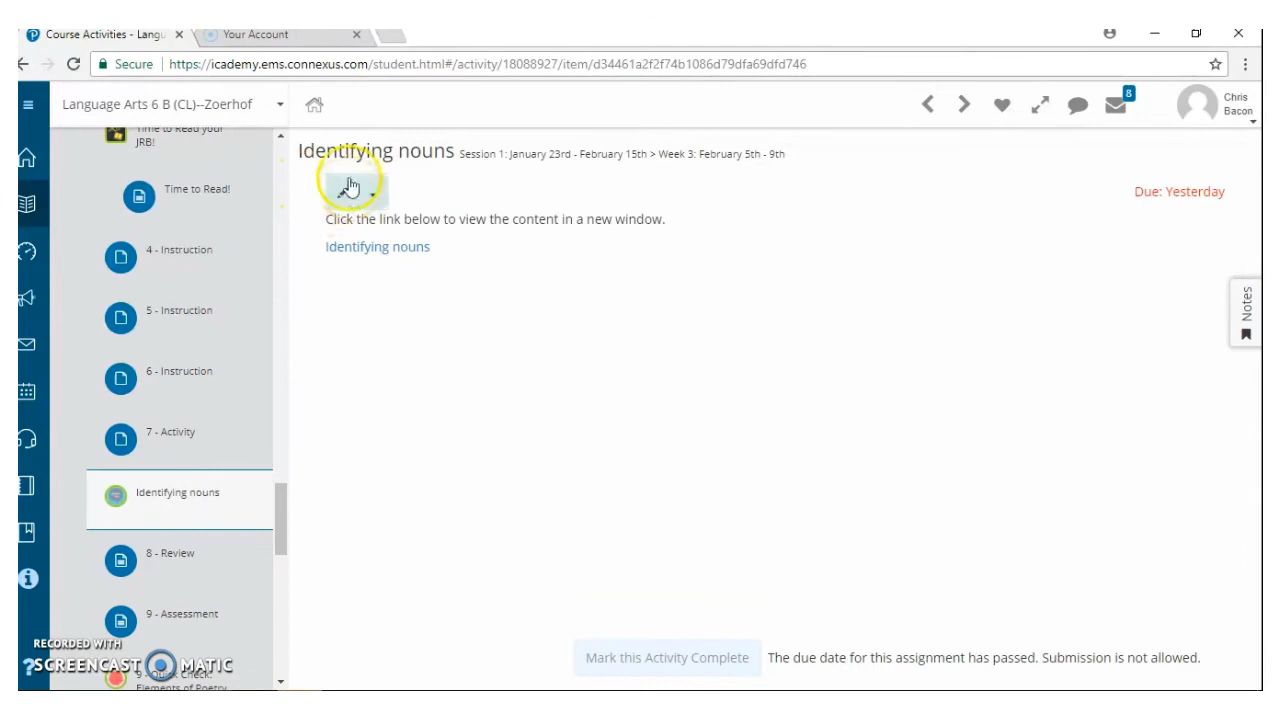 Course Activities - Langu
Your Account
Secure | https://icademy.ems.connexus.com/student.html#/activity/18088927/item/d34461a2f2f74b1086d79dfa69dfd746
Language Arts 6 B (CL)--Zoerhof
8
Chris
Bacon
Time to Read your
JRB!
Time to Read!
4 - Instruction
5 - Instruction
6 - Instruction
7 - Activity
Identifying nouns
8 - Review
9 - Assessment
9 - Quick Check:
Elements of Poetry
Identifying nouns Session 1: January 23rd - February 15th > Week 3: February 5th - 9th
Due: Yesterday
Click the link below to view the content in a new window.
Identifying nouns
Notes
Mark this Activity Complete
The due date for this assignment has passed. Submission is not allowed.
RECORDED WITH
SCREENCAST MATIC